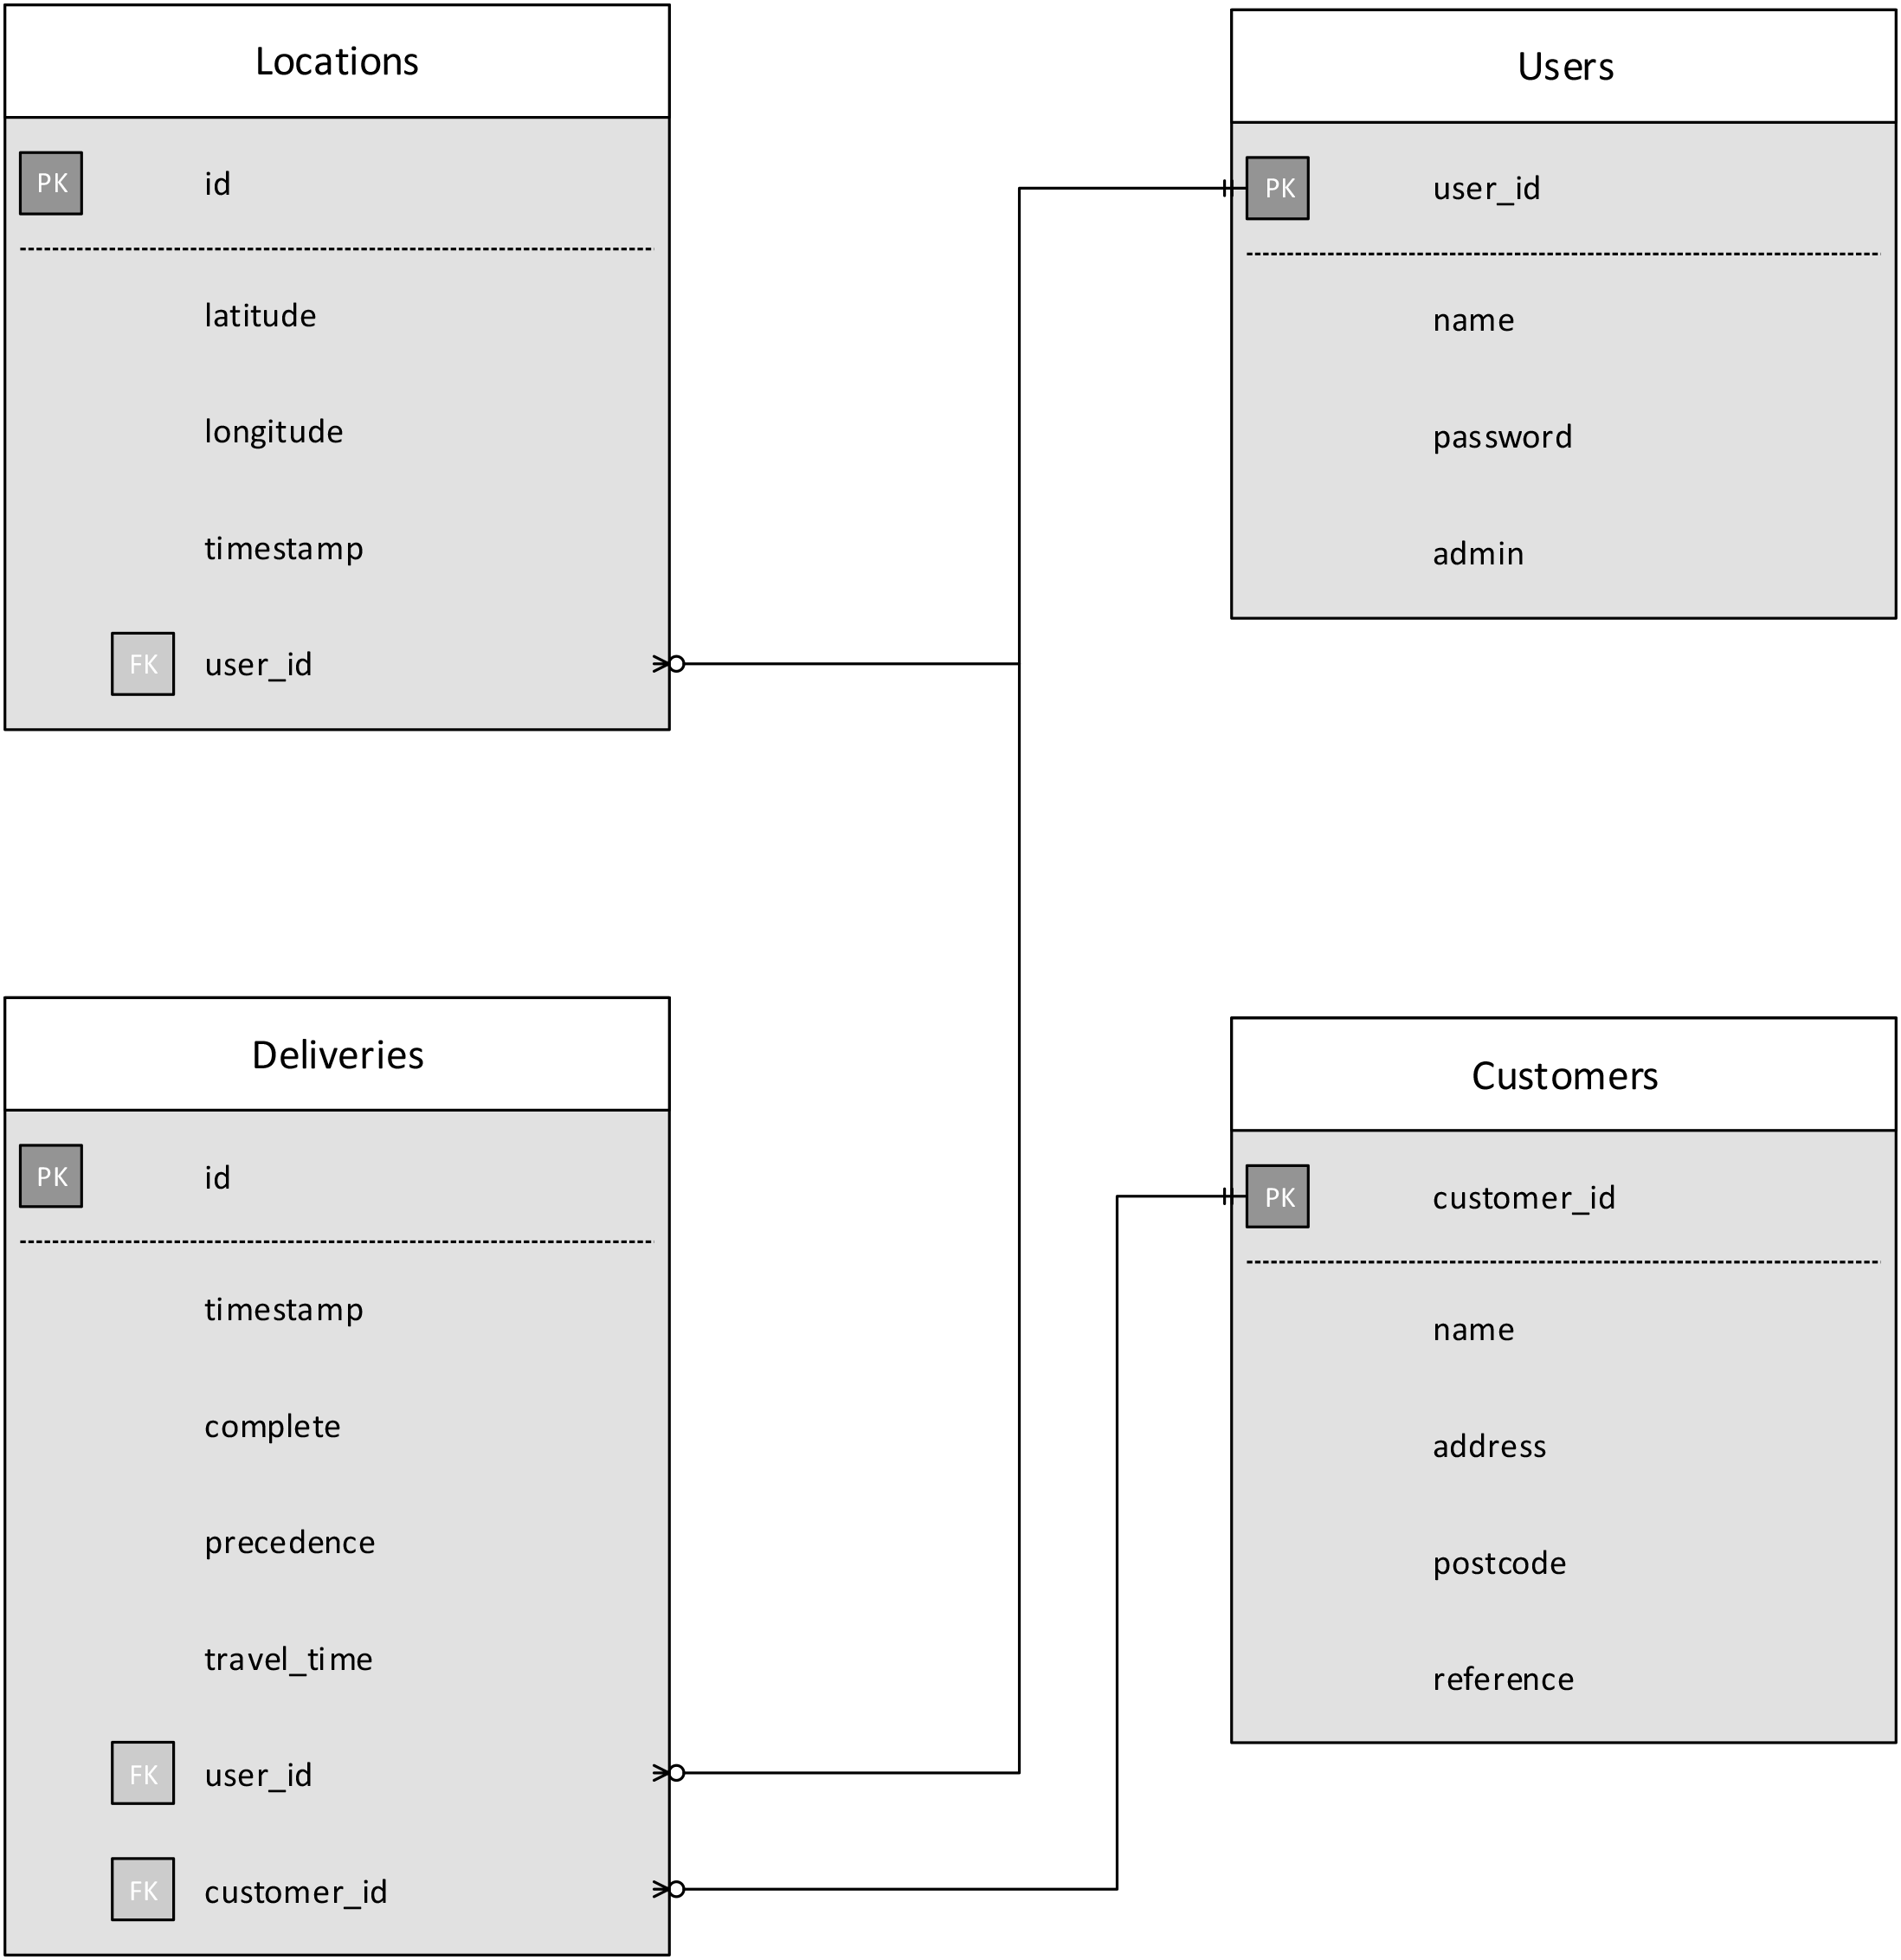 Locations
PK id
latitude
longitude
timestamp
FK user_id
Users
PK user_id
name
password
admin
Deliveries
PK id
timestamp
complete
precedence
travel_time
FK user_id
FK customer_id
Customers
PK customer_id
name
address
postcode
reference